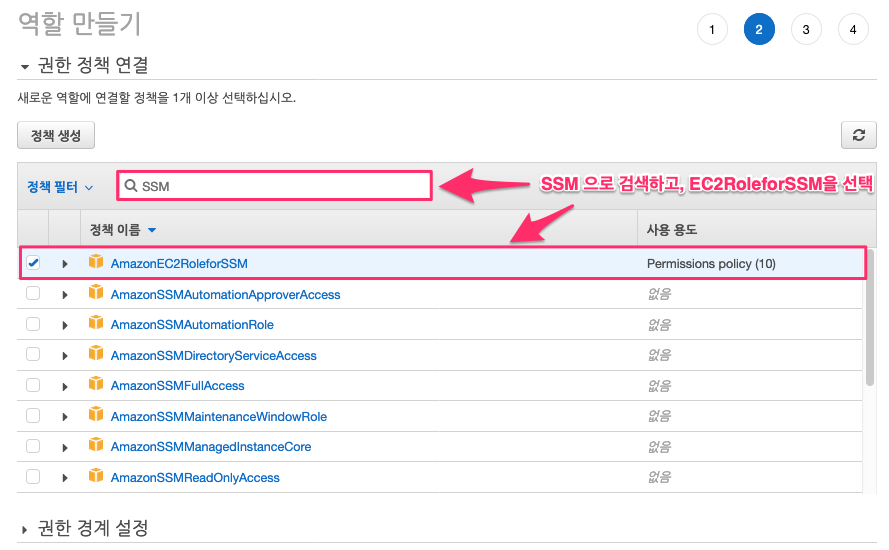 역할 만들기
1 2 3 4
권한 정책 연결
새로운 역할에 연결할 정책을 1개 이상 선택하십시오.
정책 생성
정책 필터 SSM SSM 으로 검색하고, EC2RoleforSSM을 선택
정책 이름 사용 용도
AmazonEC2RoleforSSM Permissions policy (10)
AmazonSSMAutomationApproverAccess 없음
AmazonSSMAutomationRole 없음
AmazonSSMDirectoryServiceAccess 없음
AmazonSSMFullAccess 없음
AmazonSSMMaintenanceWindowRole 없음
AmazonSSMManagedInstanceCore 없음
AmazonSSMReadOnlyAccess 없음
권한 경계 설정